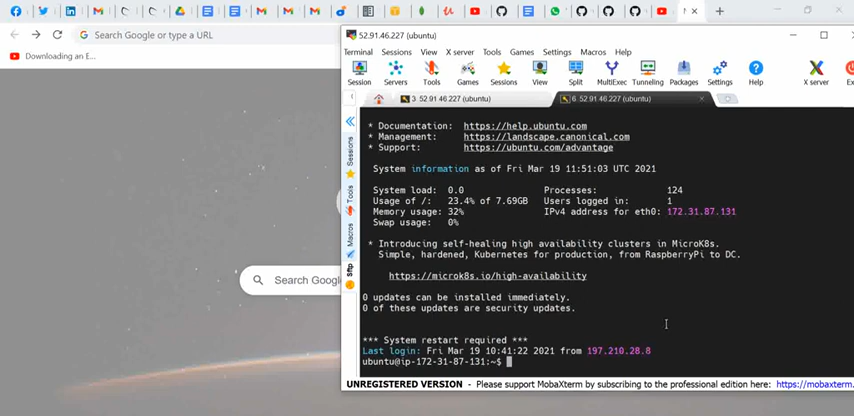 Search Google or type a URL
Downloading an E...
Search Goog
52.91.46.227 (ubuntu)
Terminal Sessions View X server Tools Games Settings Macros Help
Session Servers Tools Games Sessions View Split MultiExec Tunneling Packages Settings Help X server Ex
3 52.91.46.227 (ubuntu)
6 52.91.46.227 (ubuntu)
Sessions
Tools
Macros
Sftp
* Documentation: https://help.ubuntu.com
* Management: https://landscape.canonical.com
* Support: https://ubuntu.com/advantage
System information as of Fri Mar 19 11:51:03 UTC 2021
System load: 0.0 Processes: 124
Usage of /: 23.4% of 7.69GB Users logged in: 1
Memory usage: 32% IPv4 address for eth0: 172.31.87.131
Swap usage: 0%
* Introducing self-healing high availability clusters in MicroK8s.
Simple, hardened, Kubernetes for production, from RaspberryPi to DC.
https://microk8s.io/high-availability
0 updates can be installed immediately.
0 of these updates are security updates.
*** System restart required ***
Last login: Fri Mar 19 10:41:22 2021 from 197.210.28.8
ubuntu@ip-172-31-87-131:~$
UNREGISTERED VERSION - Please support MobaXterm by subscribing to the professional edition here: https://mobaxterm.